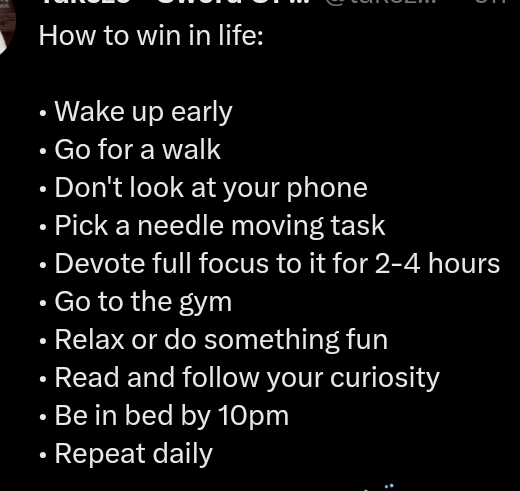 How to win in life:
• Wake up early
• Go for a walk
• Don't look at your phone
• Pick a needle moving task
• Devote full focus to it for 2-4 hours
• Go to the gym
• Relax or do something fun
• Read and follow your curiosity
• Be in bed by 10pm
• Repeat daily